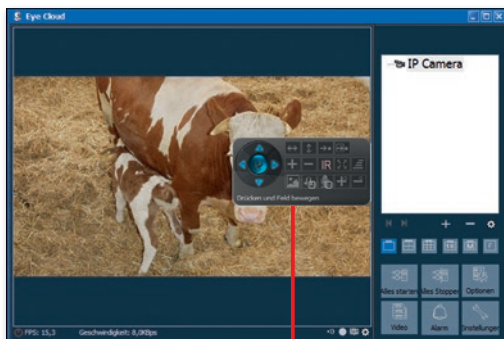 Eye Cloud
IP Camera
IR
Drücken und Feld bewegen
Alles starten
Alles Stoppen
Optionen
Video
Alarm
Einstellungen
FPS: 15,3
Geschwindigkeit: 8,0KBps